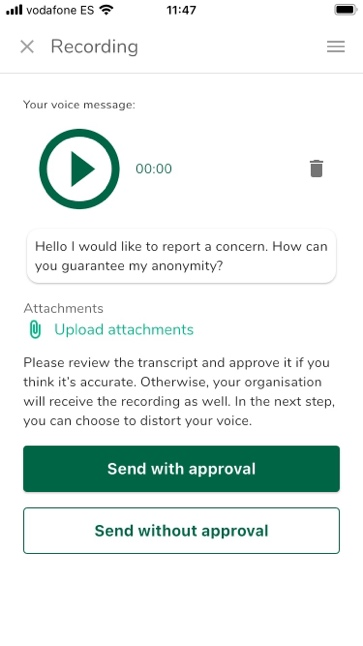 vodafone ES 11:47
Recording
Your voice message:
00:00
Hello I would like to report a concern. How can
you guarantee my anonymity?
Attachments
Upload attachments
Please review the transcript and approve it if you
think it's accurate. Otherwise, your organisation
will receive the recording as well. In the next step,
you can choose to distort your voice.
Send with approval
Send without approval